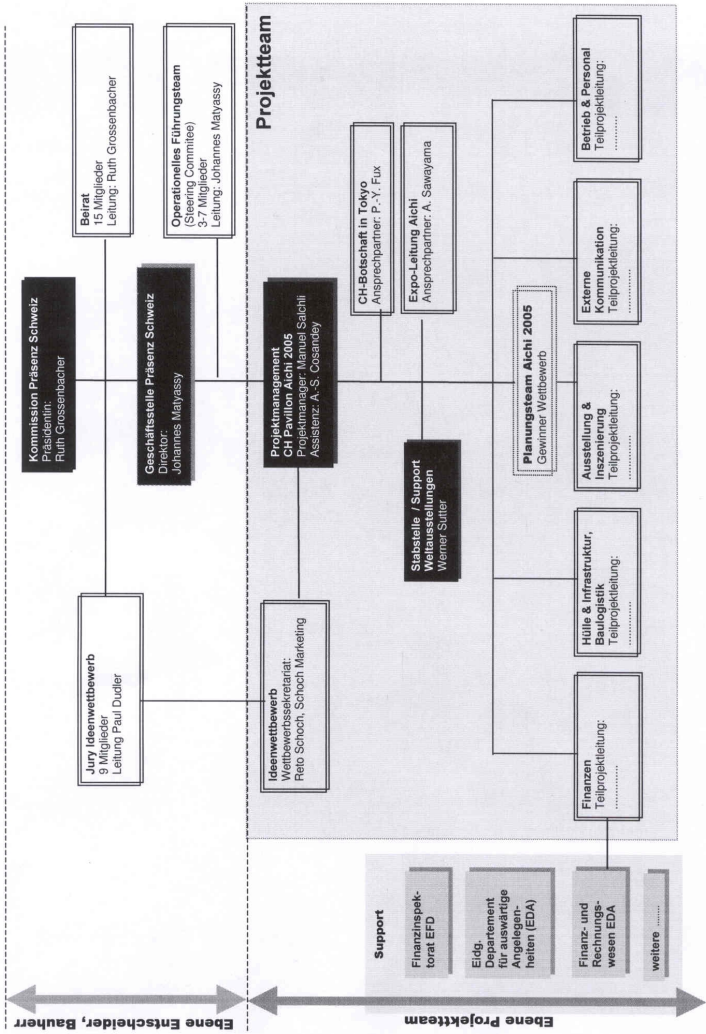 Ebene Entscheider, Bauherr
Kommission Präsenz Schweiz
Präsidentin:
Ruth Grossenbacher
Beirat
15 Mitglieder
Leitung: Ruth Grossenbacher
Jury Ideenwettbewerb
9 Mitglieder
Leitung Paul Dudler
Geschäftsstelle Präsenz Schweiz
Direktor:
Johannes Matyassy
Operationelles Führungsteam
(Steering Commitee)
3-7 Mitglieder
Leitung: Johannes Matyassy
Ebene Projektteam
Projektteam
Ideenwettbewerb
Wettbewerbssekretariat:
Reto Schoch, Schoch Marketing
Projektmanagement
CH Pavillon Aichi 2005
Projektmanager: Manuel Salchli
Assistenz: A.-S. Cosandey
CH-Botschaft in Tokyo
Ansprechpartner: P.-Y. Fux
Expo-Leitung Aichi
Ansprechpartner: A. Sawayama
Stabstelle / Support
Weltausstellungen
Werner Sutter
Planungsteam Aichi 2005
Gewinner Wettbewerb
Support
Finanzinspek-
torat EFD
Eidg.
Departement
für auswärtige
Angelegen-
heiten (EDA)
Finanz- und
Rechnungs-
wesen EDA
weitere ........
Finanzen
Teilprojektleitung:
..............
Hülle & Infrastruktur,
Baulogistik
Teilprojektleitung:
..............
Ausstellung &
Inszenierung
Teilprojektleitung:
..............
Externe
Kommunikation
Teilprojektleitung:
..............
Betrieb & Personal
Teilprojektleitung:
..........